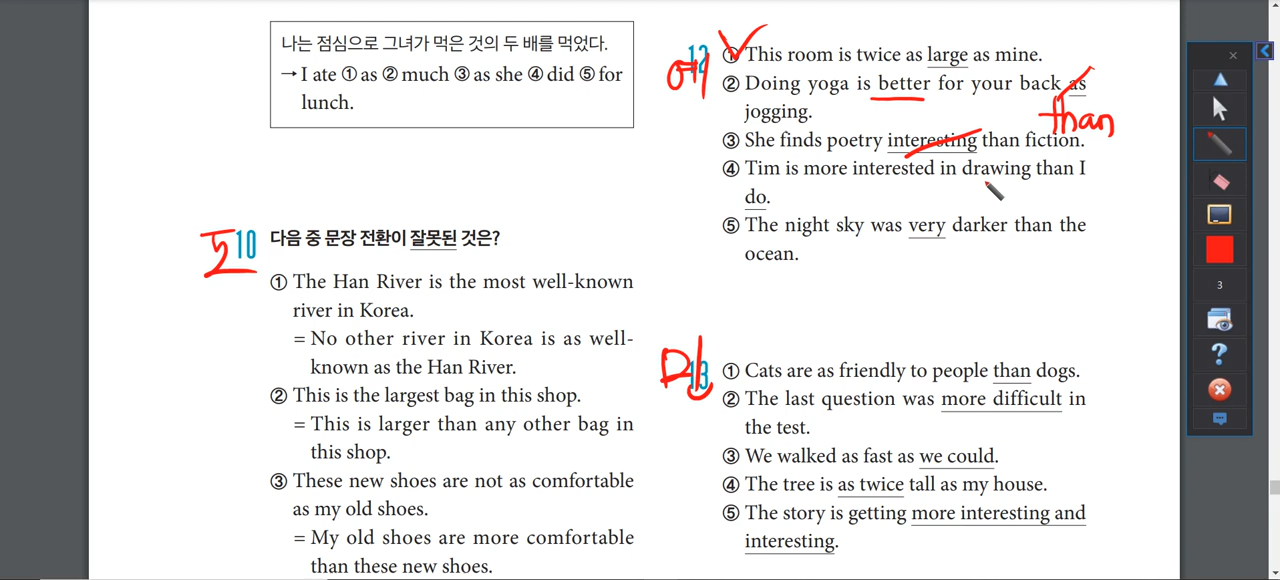 나는 점심으로 그녀가 먹은 것의 두 배를 먹었다.
→ I ate ① as ② much ③ as she ④ did ⑤ for
lunch.
10 다음 중 문장 전환이 잘못된 것은?
① The Han River is the most well-known
river in Korea.
= No other river in Korea is as well-
known as the Han River.
② This is the largest bag in this shop.
= This is larger than any other bag in
this shop.
③ These new shoes are not as comfortable
as my old shoes.
= My old shoes are more comfortable
than these new shoes.
12 ① This room is twice as large as mine.
② Doing yoga is better for your back as
jogging.
than
③ She finds poetry interesting than fiction.
④ Tim is more interested in drawing than I
do.
⑤ The night sky was very darker than the
ocean.
13 ① Cats are as friendly to people than dogs.
② The last question was more difficult in
the test.
③ We walked as fast as we could.
④ The tree is as twice tall as my house.
⑤ The story is getting more interesting and
interesting.
3